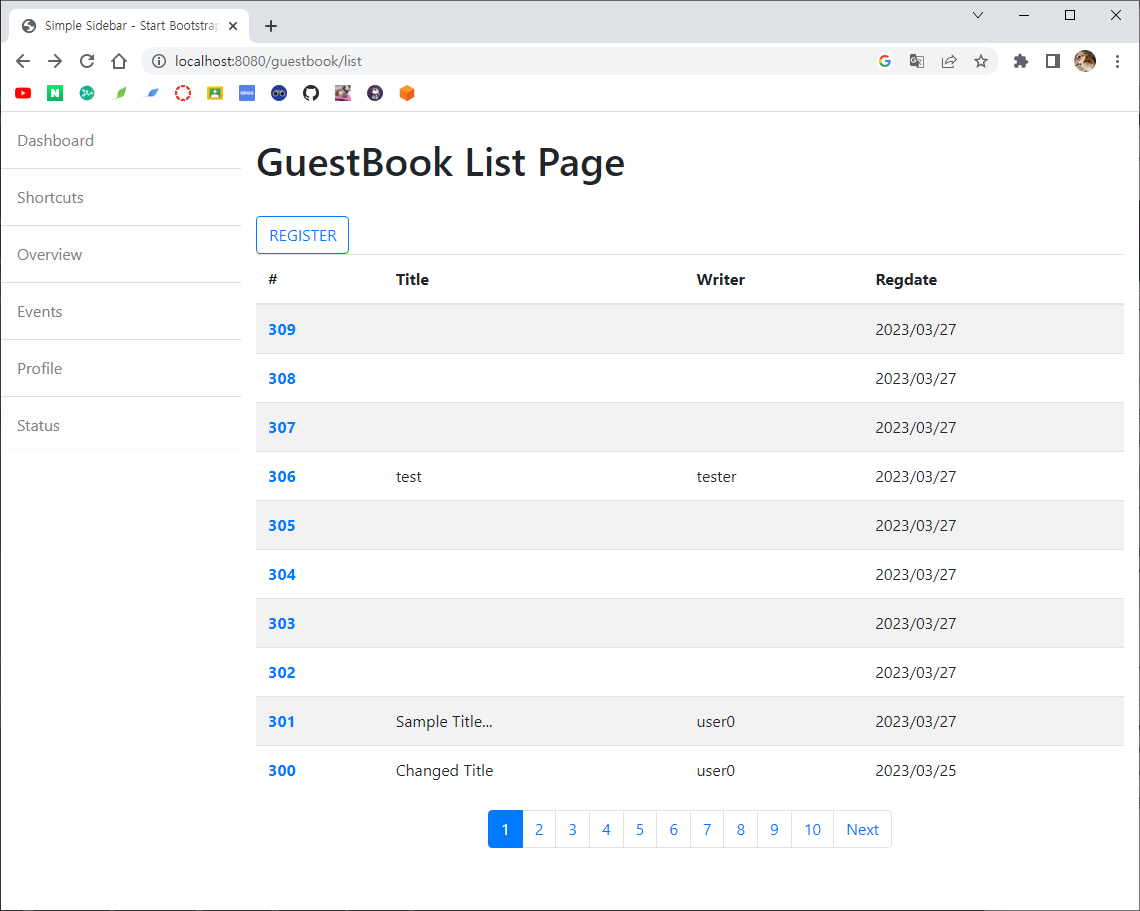 Simple Sidebar - Start Bootstrap
localhost:8080/guestbook/list
Dashboard
Shortcuts
Overview
Events
Profile
Status
GuestBook List Page
REGISTER
# Title Writer Regdate
309 2023/03/27
308 2023/03/27
307 2023/03/27
306 test tester 2023/03/27
305 2023/03/27
304 2023/03/27
303 2023/03/27
302 2023/03/27
301 Sample Title... user0 2023/03/27
300 Changed Title user0 2023/03/25
1 2 3 4 5 6 7 8 9 10 Next